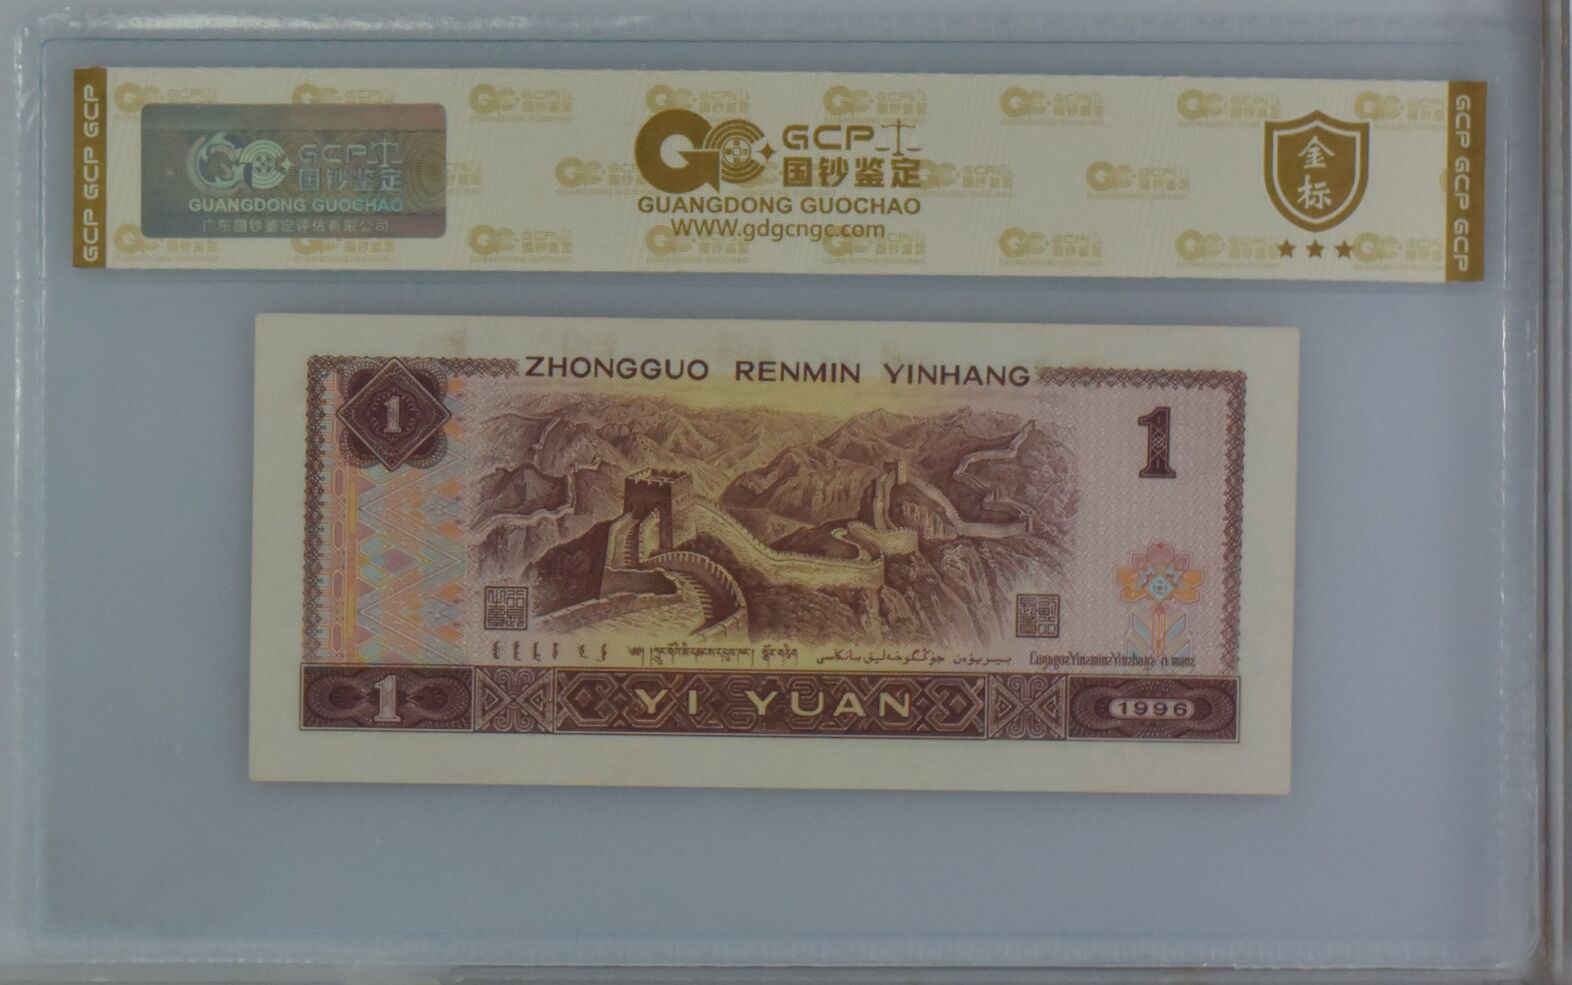 GCP GCP GCP
GCP
国钞鉴定
GUANGDONG GUOCHAO
广东国钞鉴定评估有限公司
GCP
国钞鉴定
GUANGDONG GUOCHAO
WWW.gdgcngc.com
金
标
GCP GCP GCP
ZHONGGUO RENMIN YINHANG
1
1
1
YI YUAN
1996